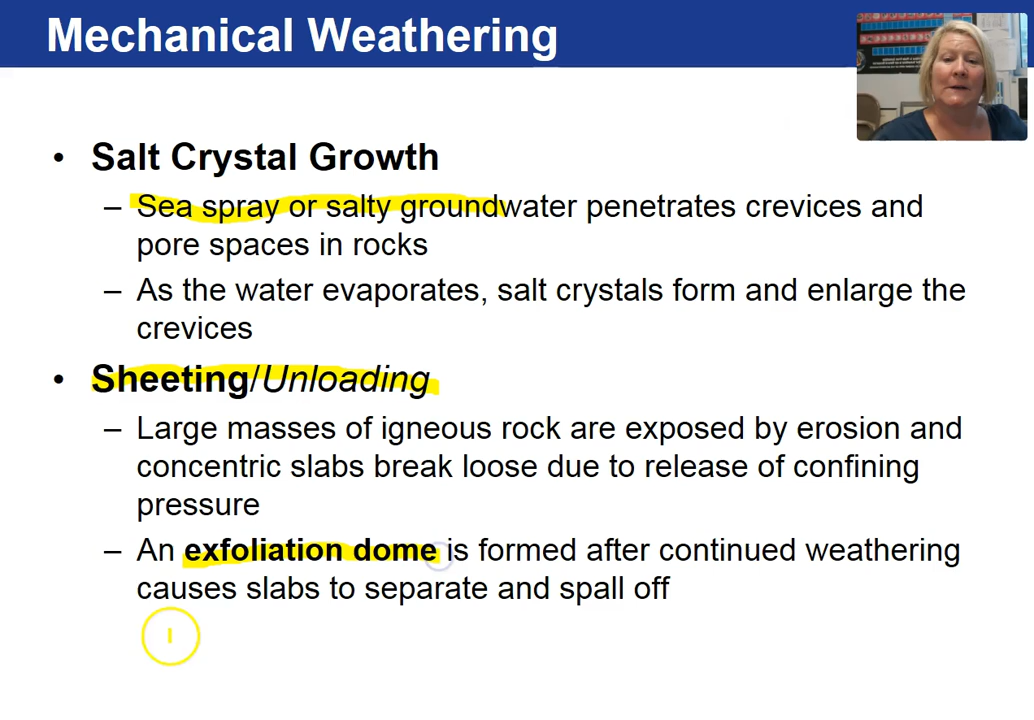 Mechanical Weathering
• Salt Crystal Growth
– Sea spray or salty groundwater penetrates crevices and
pore spaces in rocks
– As the water evaporates, salt crystals form and enlarge the
crevices
• Sheeting/Unloading
– Large masses of igneous rock are exposed by erosion and
concentric slabs break loose due to release of confining
pressure
– An exfoliation dome is formed after continued weathering
causes slabs to separate and spall off